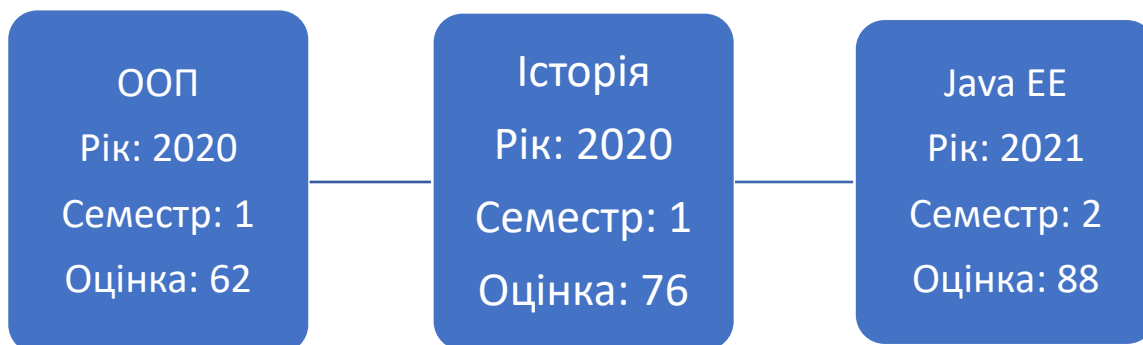 ООП
Рік: 2020
Семестр: 1
Оцінка: 62
Історія
Рік: 2020
Семестр: 1
Оцінка: 76
Java EE
Рік: 2021
Семестр: 2
Оцінка: 88